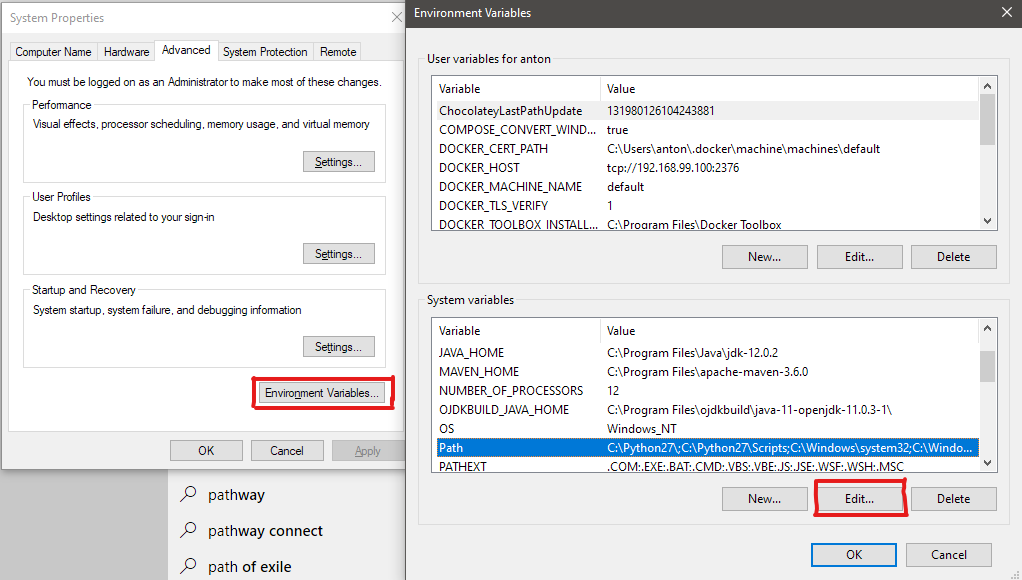 System Properties
Computer Name Hardware Advanced System Protection Remote
You must be logged on as an Administrator to make most of these changes.
Performance
Visual effects, processor scheduling, memory usage, and virtual memory
Settings...
User Profiles
Desktop settings related to your sign-in
Settings...
Startup and Recovery
System startup, system failure, and debugging information
Settings...
Environment Variables...
OK Cancel Apply
pathway
pathway connect
path of exile
Environment Variables
User variables for anton
Variable Value
ChocolateyLastPathUpdate 131980126104243881
COMPOSE_CONVERT_WIND... true
DOCKER_CERT_PATH C:\Users\anton\.docker\machine\machines\default
DOCKER_HOST tcp://192.168.99.100:2376
DOCKER_MACHINE_NAME default
DOCKER_TLS_VERIFY 1
DOCKER_TOOLBOX_INSTALL... C:\Program Files\Docker Toolbox
New... Edit... Delete
System variables
Variable Value
JAVA_HOME C:\Program Files\Java\jdk-12.0.2
MAVEN_HOME C:\Program Files\apache-maven-3.6.0
NUMBER_OF_PROCESSORS 12
OJDKBUILD_JAVA_HOME C:\Program Files\ojdkbuild\java-11-openjdk-11.0.3-1\
OS Windows_NT
Path C:\Python27\;C:\Python27\Scripts;C:\Windows\system32;C:\Windo...
PATHEXT .COM;.EXE;.BAT;.CMD;.VBS;.VBE;.JS;.JSE;.WSF;.WSH;.MSC
New... Edit... Delete
OK Cancel